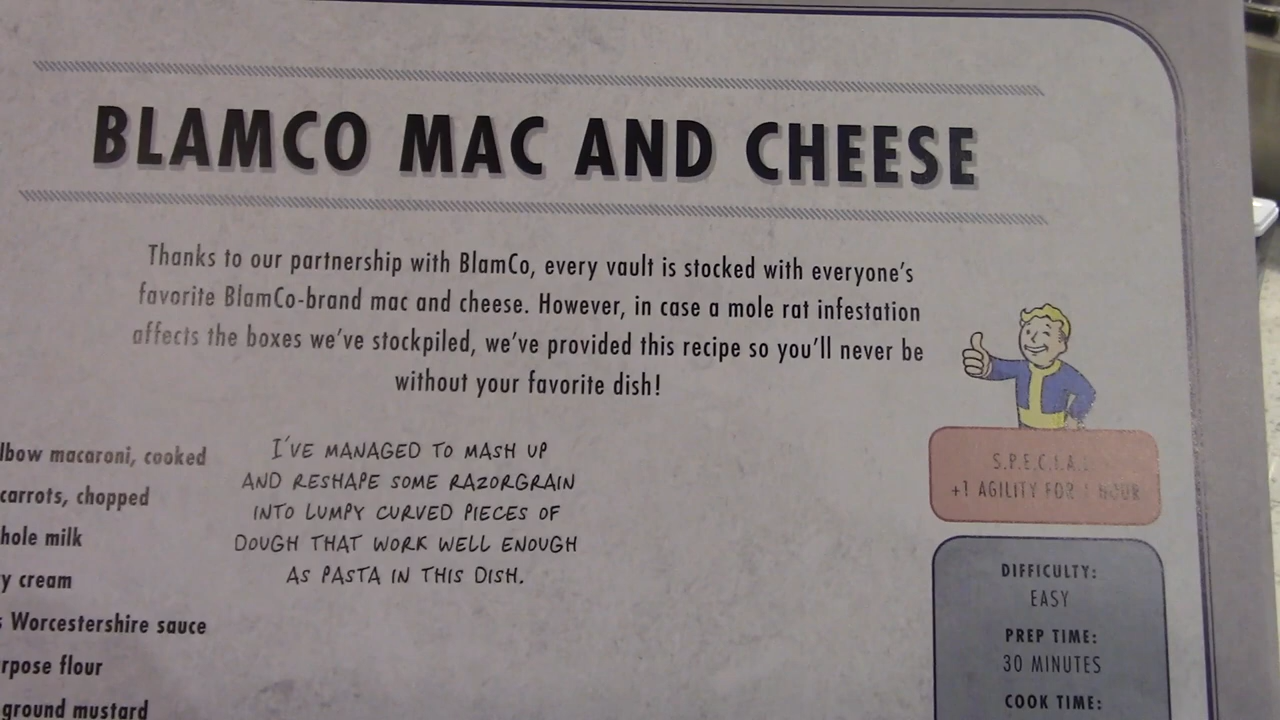 BLAMCO MAC AND CHEESE
Thanks to our partnership with BlamCo, every vault is stocked with everyone's
favorite BlamCo-brand mac and cheese. However, in case a mole rat infestation
affects the boxes we've stockpiled, we've provided this recipe so you'll never be
without your favorite dish!
lbow macaroni, cooked
carrots, chopped
hole milk
y cream
s Worcestershire sauce
rpose flour
ground mustard
I'VE MANAGED TO MASH UP
AND RESHAPE SOME RAZORGRAIN
INTO LUMPY CURVED PIECES OF
DOUGH THAT WORK WELL ENOUGH
AS PASTA IN THIS DISH.
S.P.E.C.I.A.L.
+1 AGILITY FOR 1 HOUR
DIFFICULTY:
EASY
PREP TIME:
30 MINUTES
COOK TIME: